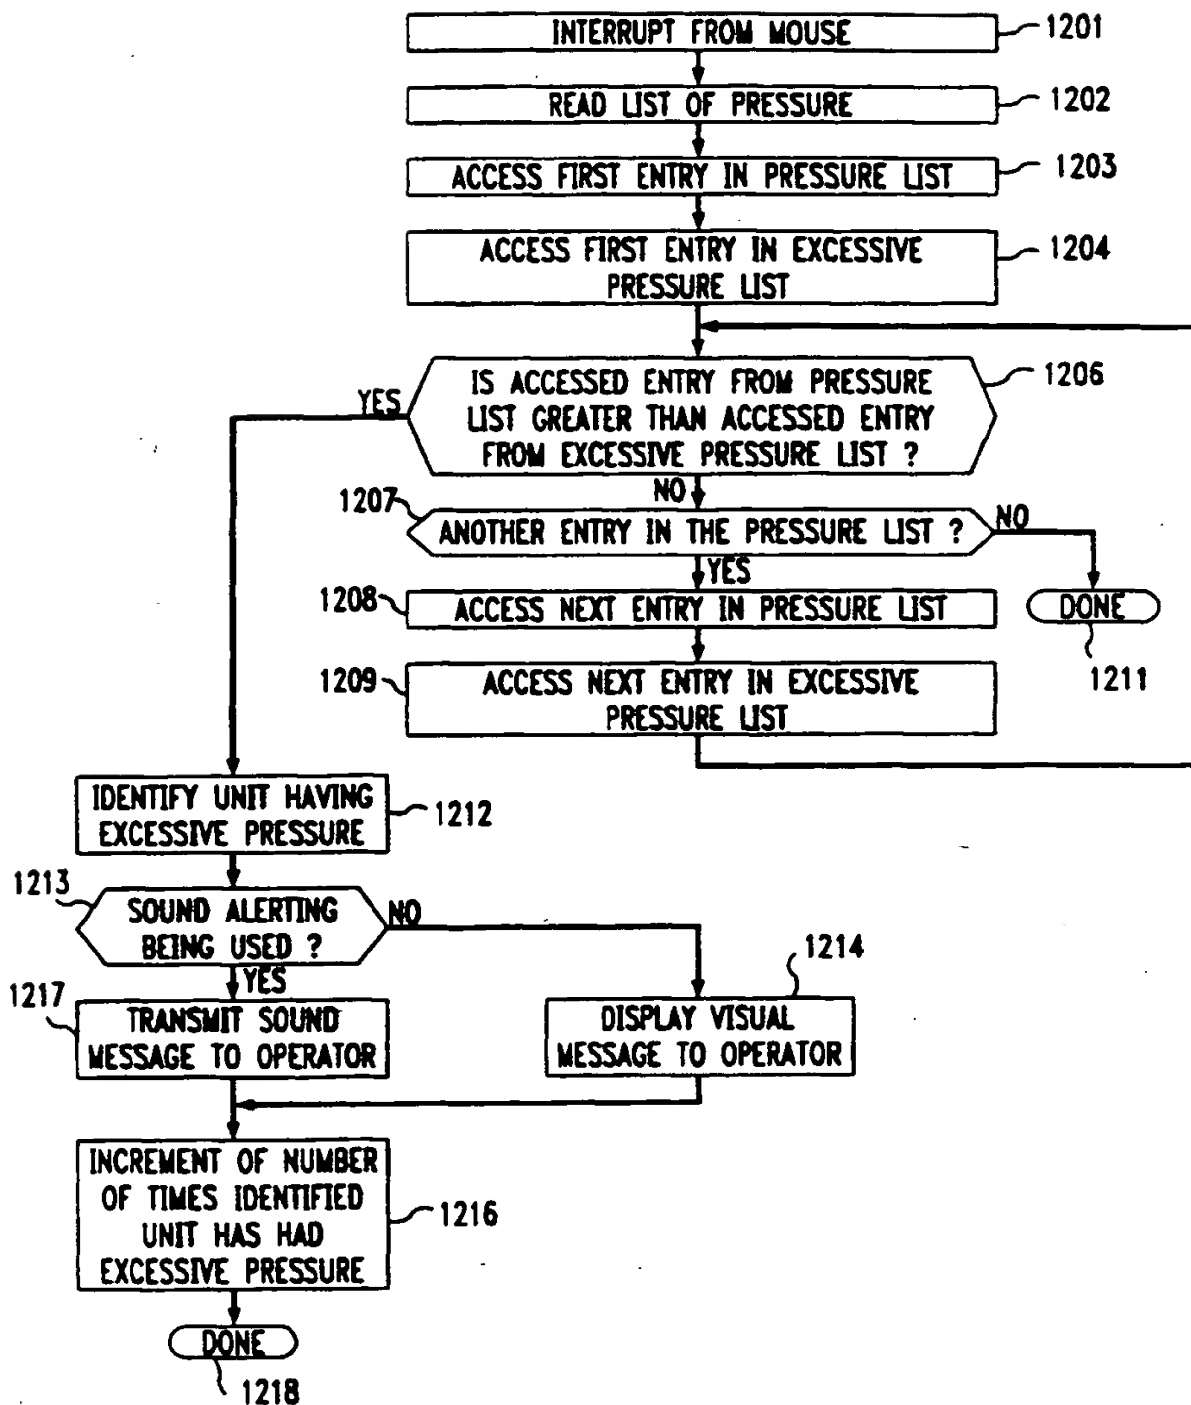 INTERRUPT FROM MOUSE
1201
READ LIST OF PRESSURE
1202
ACCESS FIRST ENTRY IN PRESSURE LIST
1203
ACCESS FIRST ENTRY IN EXCESSIVE
PRESSURE LIST
1204
IS ACCESSED ENTRY FROM PRESSURE
LIST GREATER THAN ACCESSED ENTRY
FROM EXCESSIVE PRESSURE LIST ?
1206
YES
NO
1207
ANOTHER ENTRY IN THE PRESSURE LIST ?
NO
YES
1208
ACCESS NEXT ENTRY IN PRESSURE LIST
DONE
1211
1209
ACCESS NEXT ENTRY IN EXCESSIVE
PRESSURE LIST
IDENTIFY UNIT HAVING
EXCESSIVE PRESSURE
1212
1213
SOUND ALERTING
BEING USED ?
NO
YES
1217
TRANSMIT SOUND
MESSAGE TO OPERATOR
1214
DISPLAY VISUAL
MESSAGE TO OPERATOR
INCREMENT OF NUMBER
OF TIMES IDENTIFIED
UNIT HAS HAD
EXCESSIVE PRESSURE
1216
DONE
1218